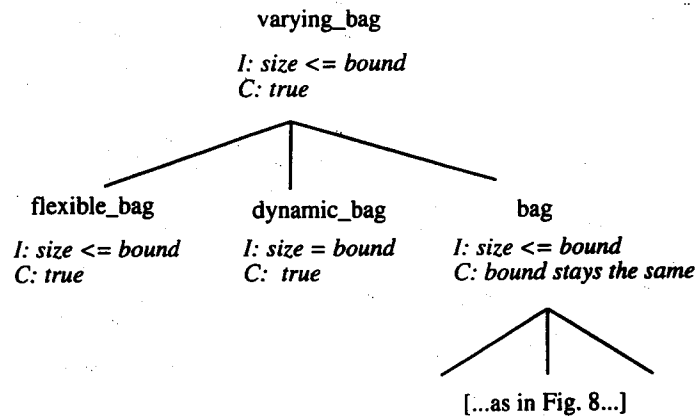 varying_bag
I: size <= bound
C: true
flexible_bag dynamic_bag bag
I: size <= bound I: size = bound I: size <= bound
C: true C: true C: bound stays the same
[...as in Fig. 8...]